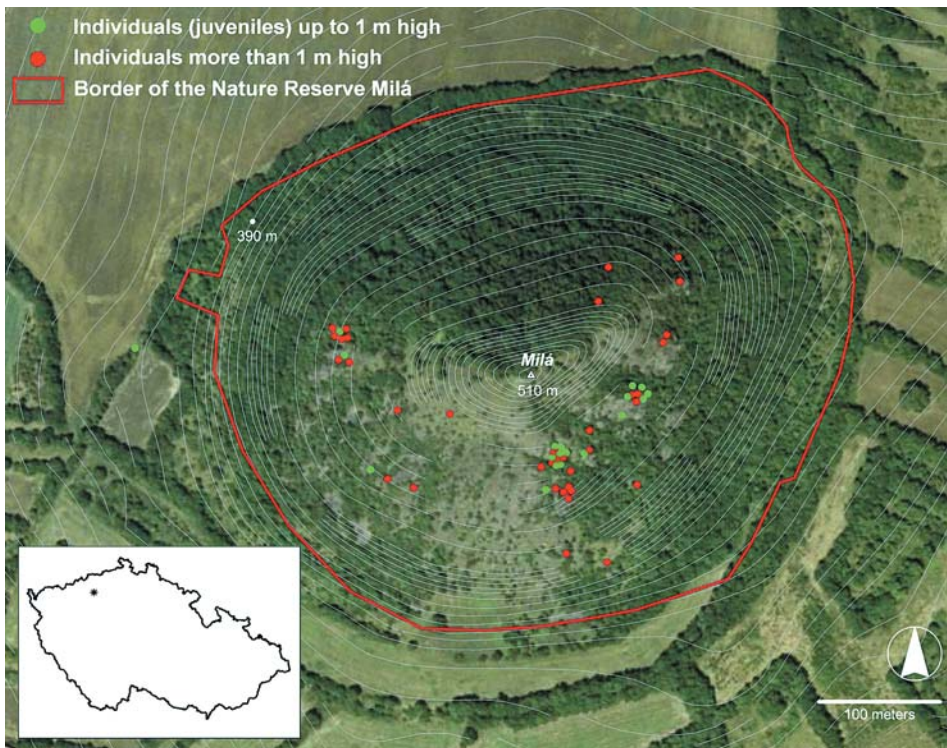 Individuals (juveniles) up to 1 m high
Individuals more than 1 m high
Border of the Nature Reserve Milá
390 m
Milá
510 m
100 meters